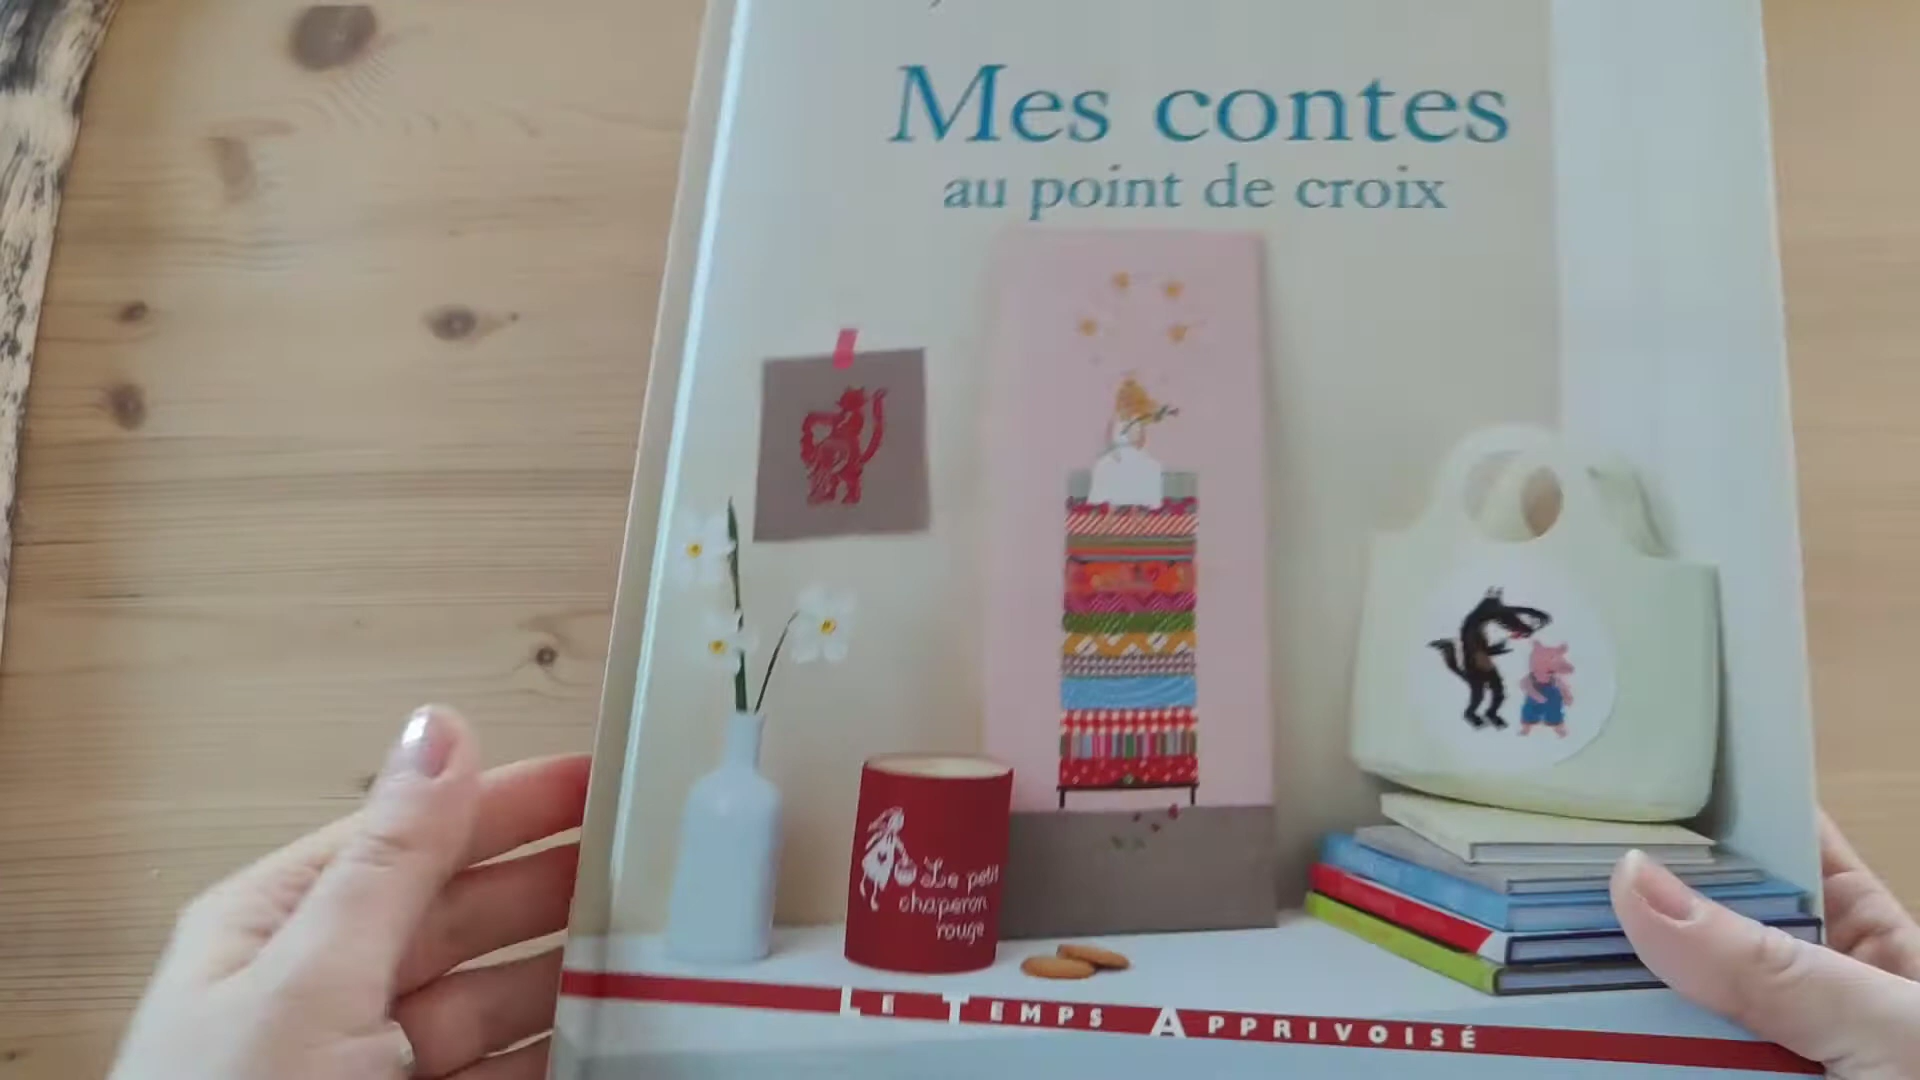 Mes contes
au point de croix
Le petit
chaperon
rouge
LE TEMPS APPRIVOISÉ